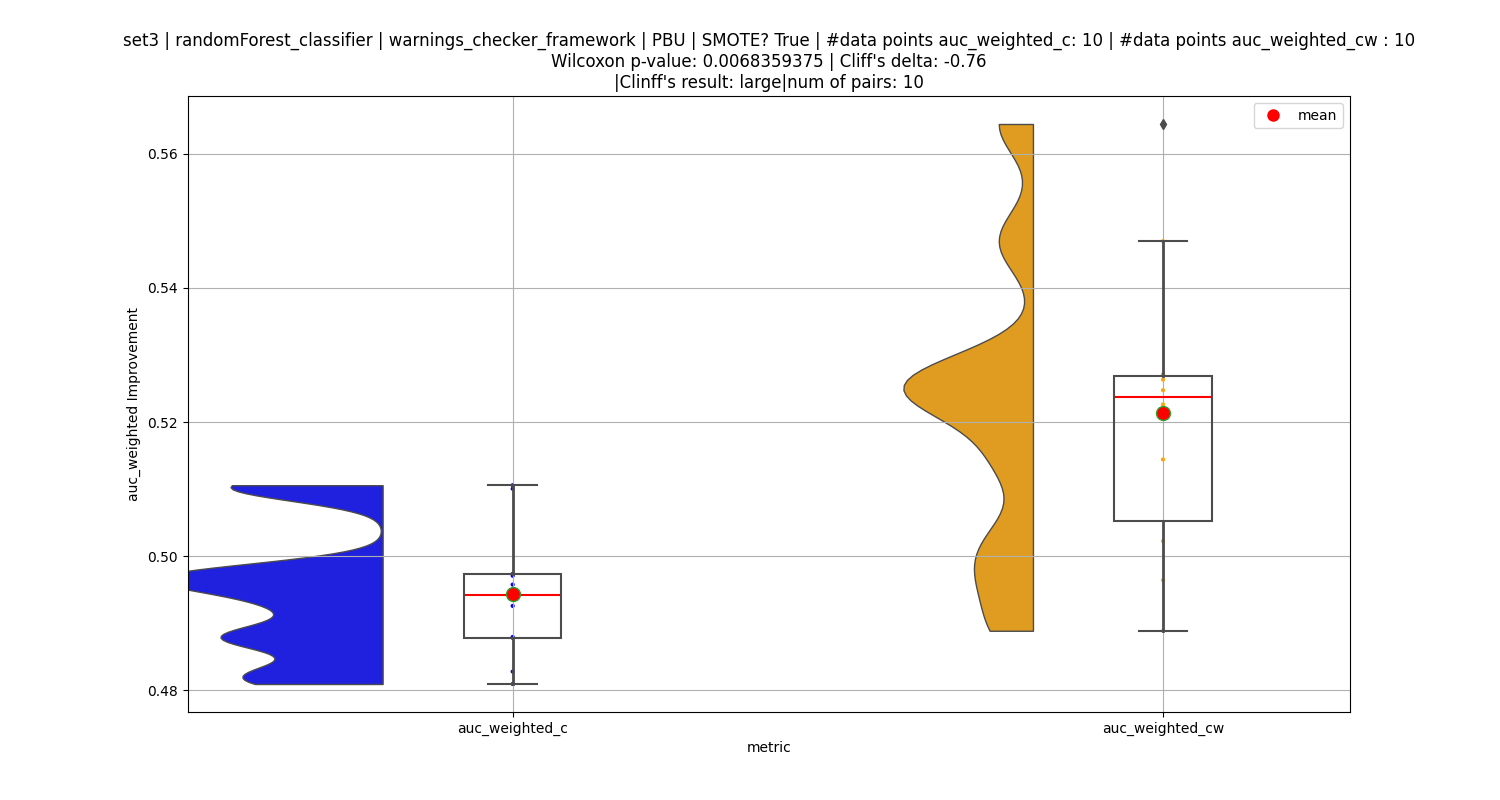 set3 | randomForest_classifier | warnings_checker_framework | PBU | SMOTE? True | #data points auc_weighted_c: 10 | #data points auc_weighted_cw : 10
Wilcoxon p-value: 0.0068359375 | Cliff's delta: -0.76
|Clinff's result: large|num of pairs: 10
mean
0.56
0.54
0.52
0.50
0.48
auc_weighted Improvement
auc_weighted_c
auc_weighted_cw
metric